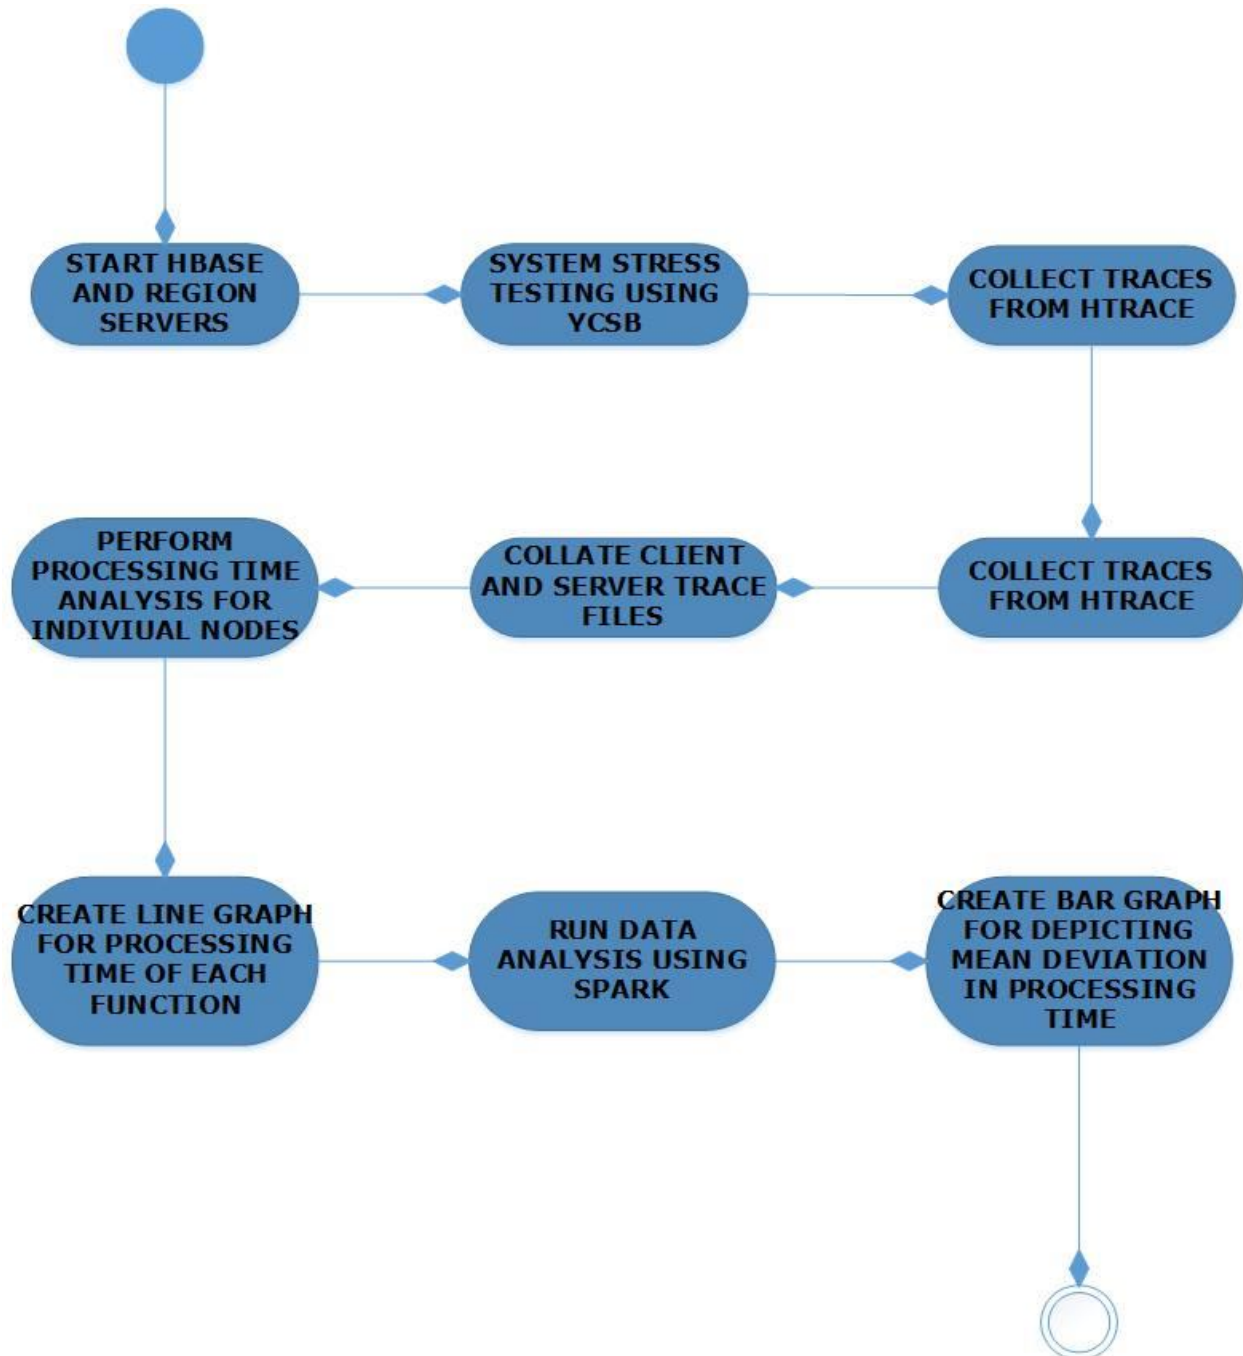 START HBASE
AND REGION
SERVERS
SYSTEM STRESS
TESTING USING
YCSB
COLLECT TRACES
FROM HTRACE
COLLECT TRACES
FROM HTRACE
COLLATE CLIENT
AND SERVER TRACE
FILES
PERFORM
PROCESSING TIME
ANALYSIS FOR
INDIVIUAL NODES
CREATE LINE GRAPH
FOR PROCESSING
TIME OF EACH
FUNCTION
RUN DATA
ANALYSIS USING
SPARK
CREATE BAR GRAPH
FOR DEPICTING
MEAN DEVIATION
IN PROCESSING
TIME